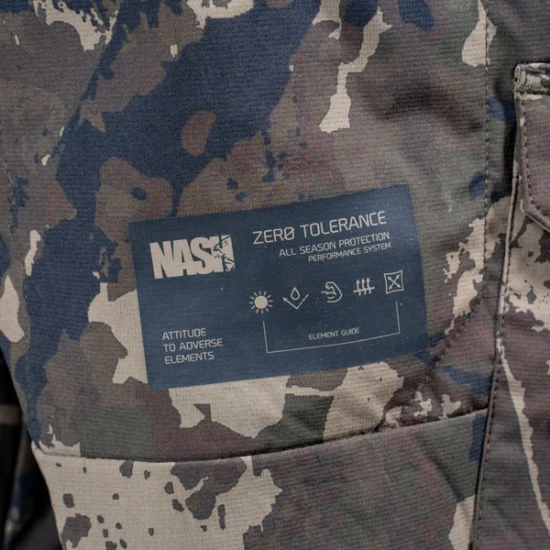 NASH
ZERØ TOLERANCE
ALL SEASON PROTECTION
PERFORMANCE SYSTEM
ATTITUDE
TO ADVERSE
ELEMENTS
ELEMENT GUIDE